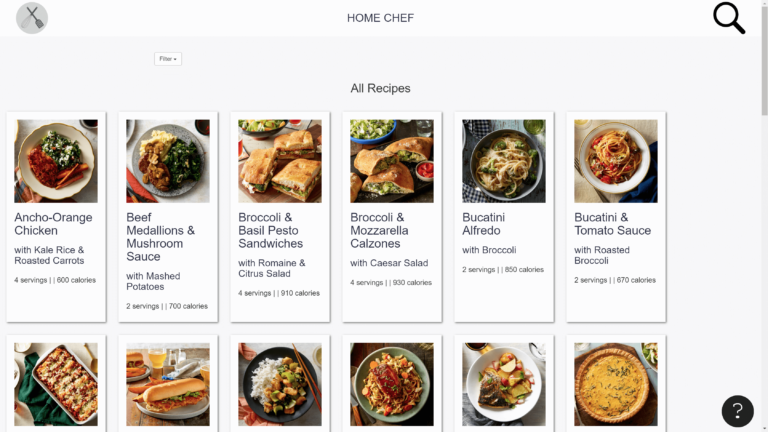 HOME CHEF
Filter
All Recipes
Ancho-Orange
Chicken
with Kale Rice &
Roasted Carrots
4 servings | | 600 calories
Beef
Medallions &
Mushroom
Sauce
with Mashed
Potatoes
2 servings | | 700 calories
Broccoli &
Basil Pesto
Sandwiches
with Romaine &
Citrus Salad
4 servings | | 910 calories
Broccoli &
Mozzarella
Calzones
with Caesar Salad
4 servings | | 930 calories
Bucatini
Alfredo
with Broccoli
2 servings | | 850 calories
Bucatini &
Tomato Sauce
with Roasted
Broccoli
2 servings | | 670 calories
?